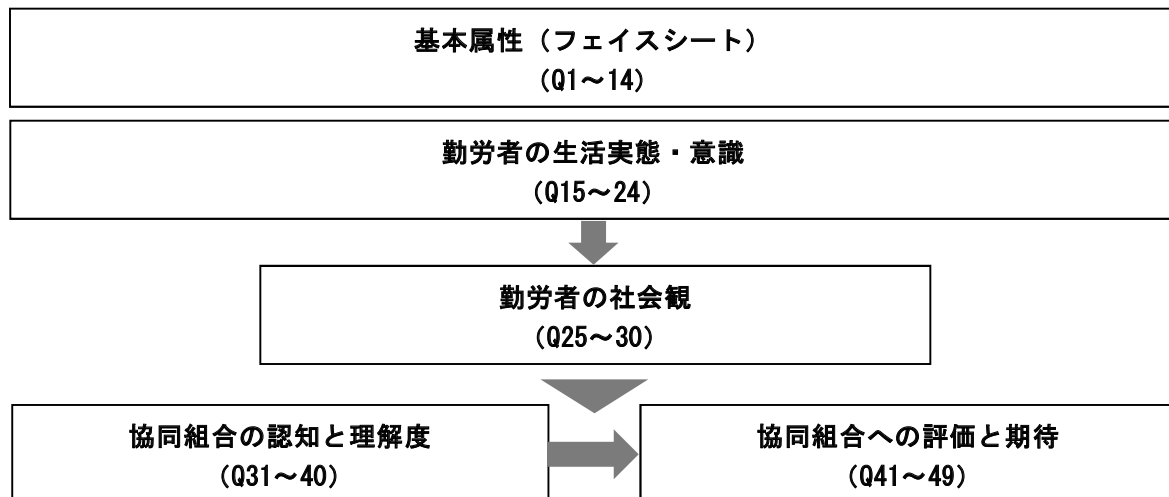 基本属性（フェイスシート）
（Q1～14）
勤労者の生活実態・意識
（Q15～24）
勤労者の社会観
（Q25～30）
協同組合の認知と理解度
（Q31～40）
協同組合への評価と期待
（Q41～49）